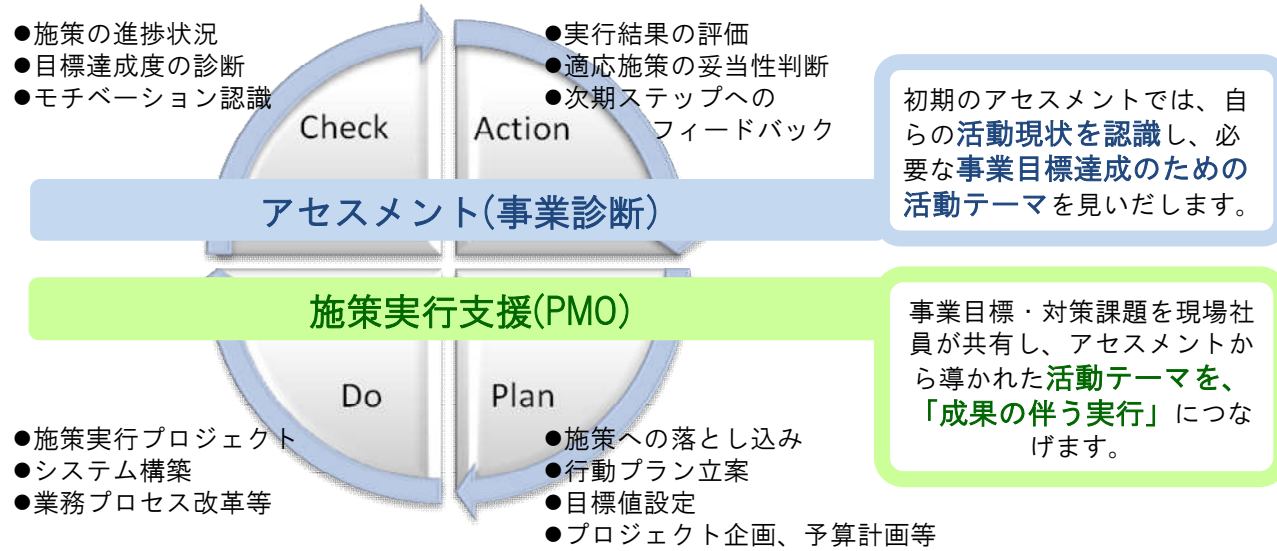 ●施策の進捗状況
●目標達成度の診断
●モチベーション認識
Check
●実行結果の評価
●適応施策の妥当性判断
●次期ステップへの
フィードバック
Action
アセスメント(事業診断)
初期のアセスメントでは、自
らの活動現状を認識し、必
要な事業目標達成のための
活動テーマを見いだします。
施策実行支援(PMO)
事業目標・対策課題を現場社
員が共有し、アセスメントか
ら導かれた活動テーマを、
「成果の伴う実行」につな
げます。
Do
●施策実行プロジェクト
●システム構築
●業務プロセス改革等
Plan
●施策への落とし込み
●行動プラン立案
●目標値設定
●プロジェクト企画、予算計画等